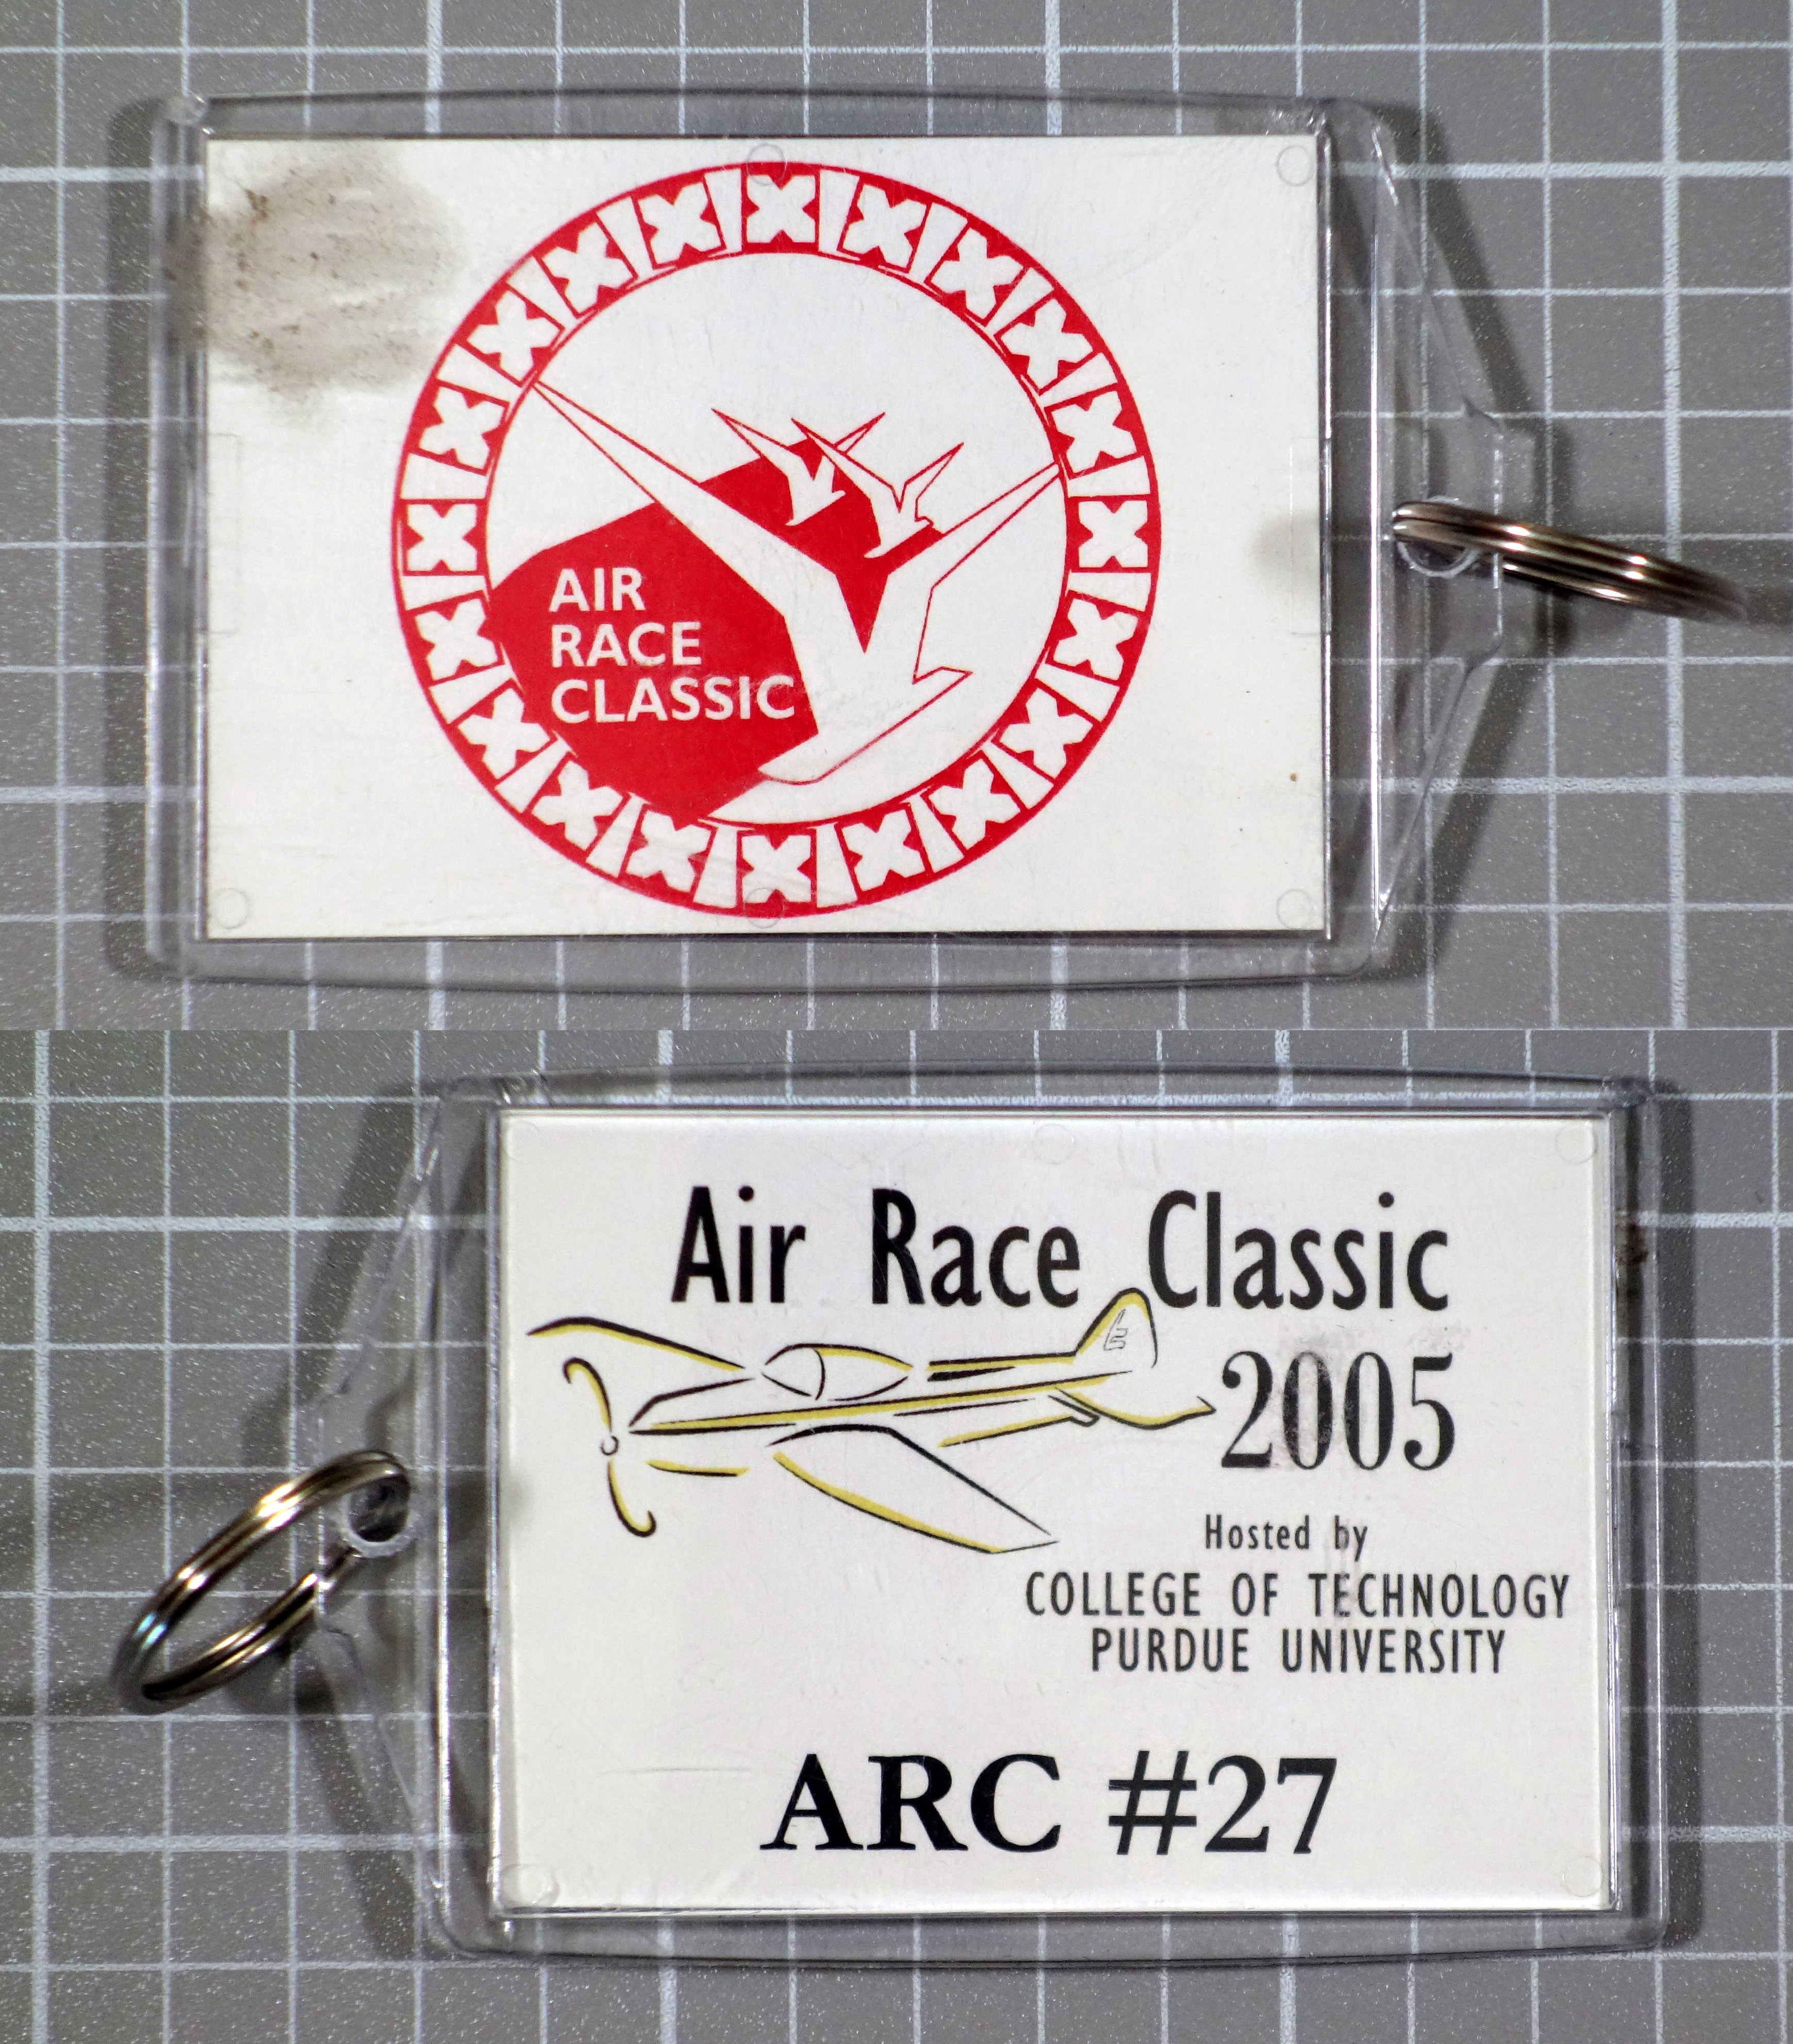 AIR
RACE
CLASSIC
Air Race Classic
E
2005
Hosted by
COLLEGE OF TECHNOLOGY
PURDUE UNIVERSITY
ARC #27